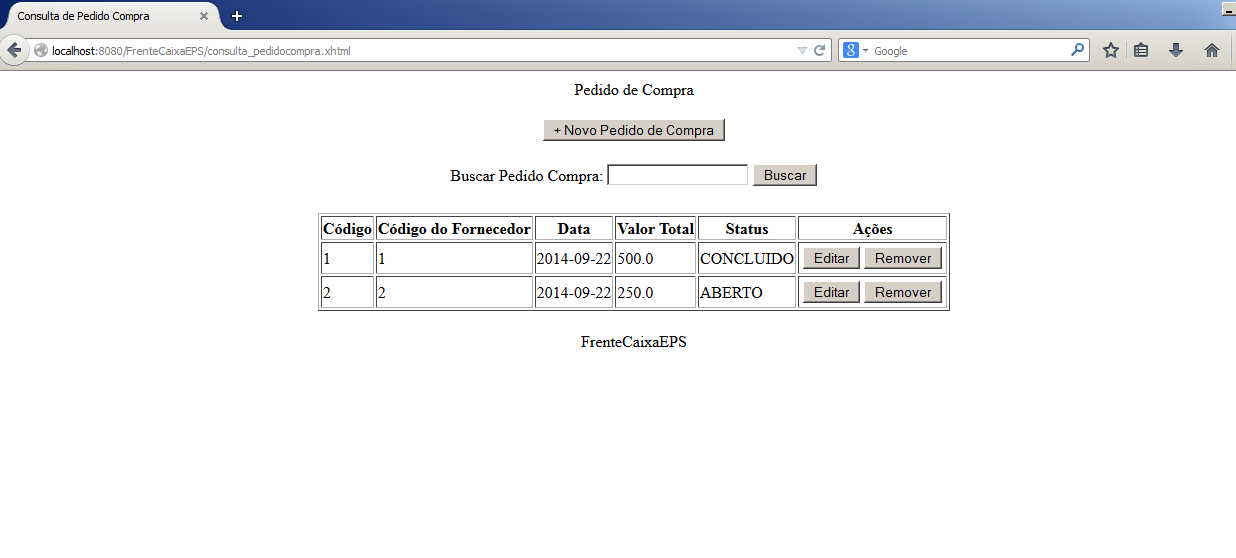 Consulta de Pedido Compra
localhost:8080/FrenteCaixaEPS/consulta_pedidocompra.xhtml
Google
Pedido de Compra
+ Novo Pedido de Compra
Buscar Pedido Compra: Buscar
Código Código do Fornecedor Data Valor Total Status Ações
1 1 2014-09-22 500.0 CONCLUIDO Editar Remover
2 2 2014-09-22 250.0 ABERTO Editar Remover
FrenteCaixaEPS